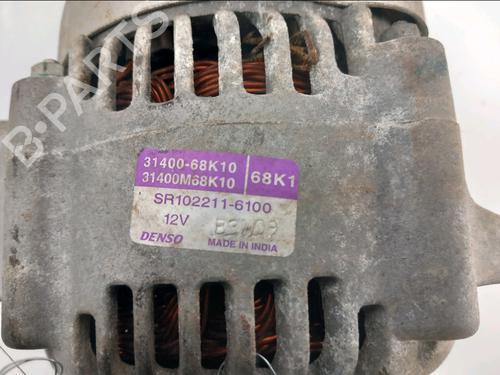 B-PARTS
31400-68K10
31400M68K10
68K1
SR102211-6100
12V
DENSO
MADE IN INDIA